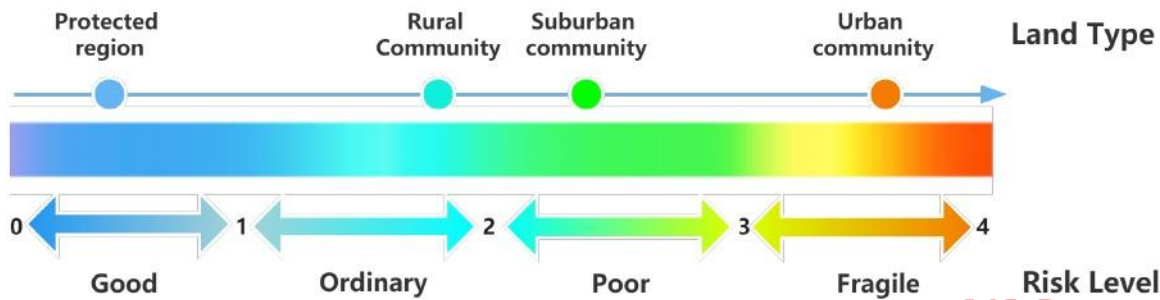 Protected
region
Rural
Community
Suburban
community
Urban
community
Land Type
0
1
2
3
4
Good
Ordinary
Poor
Fragile
Risk Level